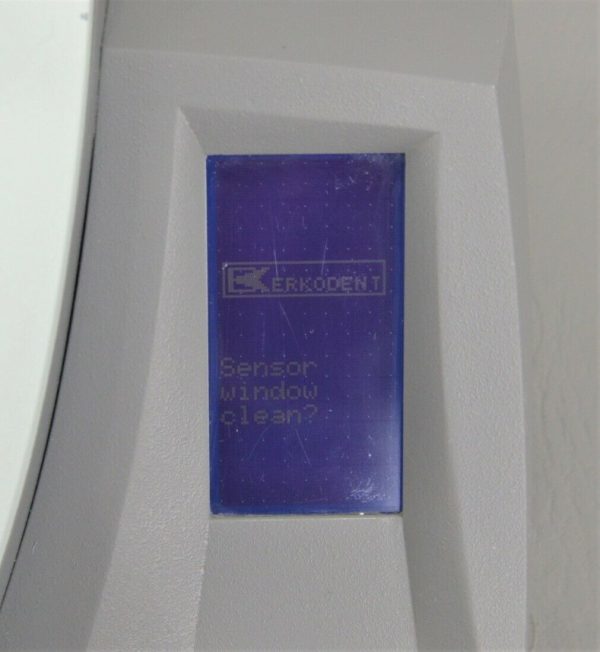 ERKODENT
Sensor
window
clean?